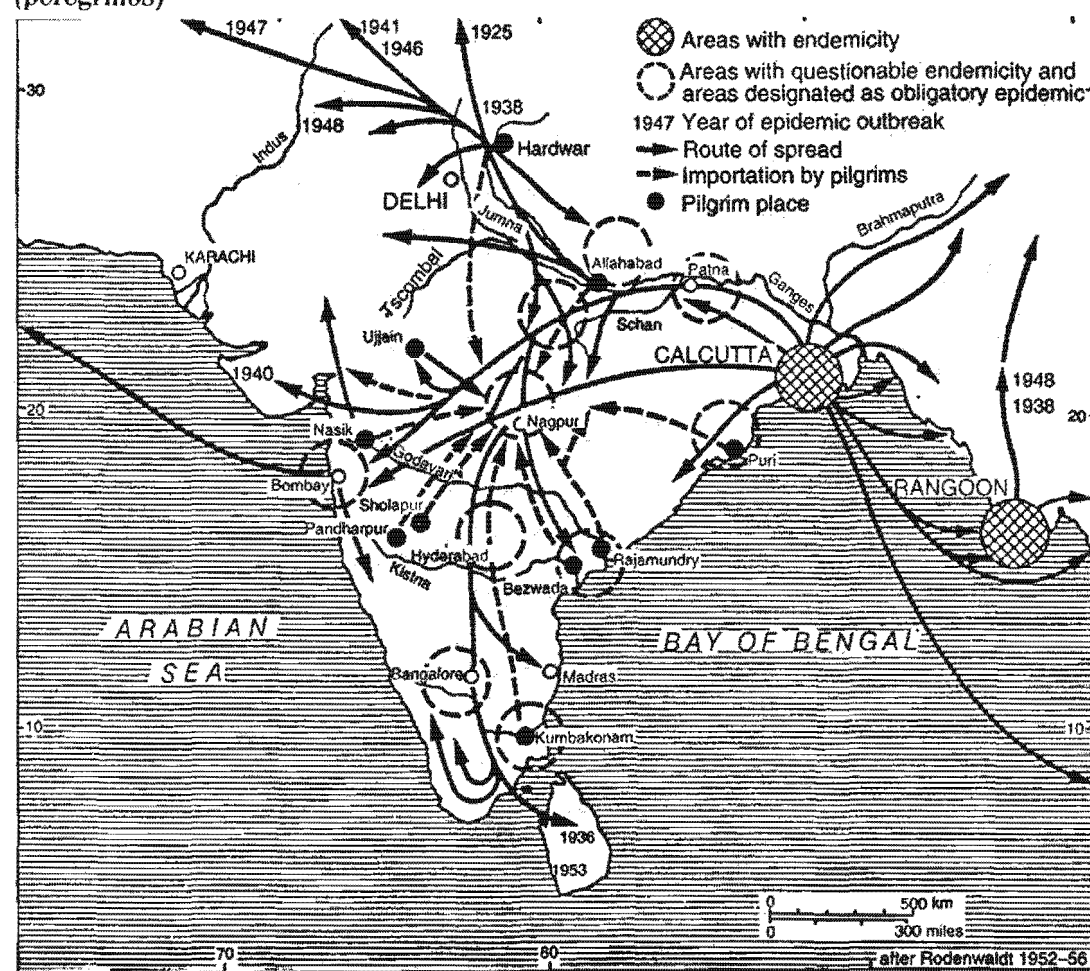 (peregrinos)
1947
1941
1946
1925
1938
1948
30
Indus
Hardwar
DELHI
Areas with endemicity
Areas with questionable endemicity and
areas designated as obligatory epidemic
1947 Year of epidemic outbreak
Route of spread
Importation by pilgrims
Pilgrim place
Jumna
Brahmaputra
KARACHI
Tscombal
Allahabad
Patna
Ganges
Schan
Ujjain
CALCUTTA
1940
20
1948
1938
20
Nasik
Nagpur
Godavari
Puri
Bombay
Sholapur
RANGOON
Pandharpur
Hyderabad
Kistna
Rajamundry
Bezwada
ARABIAN
SEA
BAY OF BENGAL
Bangalore
Madras
10
Kumbakonam
10
1936
1953
0 500 km
0 300 miles
70
80
after Rodenwaldt 1952–56